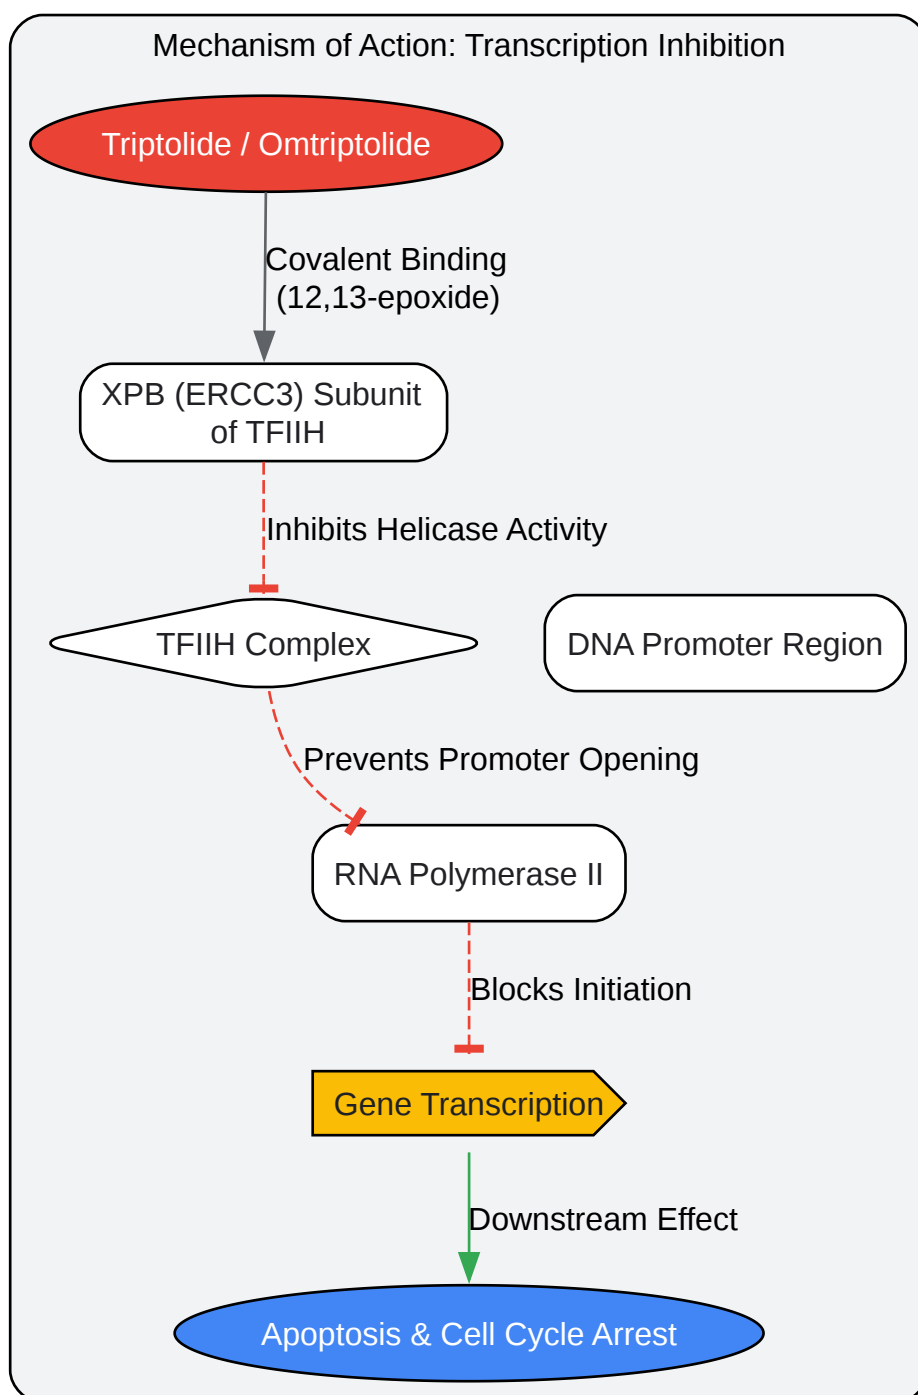 Mechanism of Action: Transcription Inhibition
Triptolide / Omtriptolide
Covalent Binding
(12,13-epoxide)
XPB (ERCC3) Subunit
of TFIIH
Inhibits Helicase Activity
TFIIH Complex
DNA Promoter Region
Prevents Promoter Opening
RNA Polymerase II
Blocks Initiation
Gene Transcription
Downstream Effect
Apoptosis & Cell Cycle Arrest